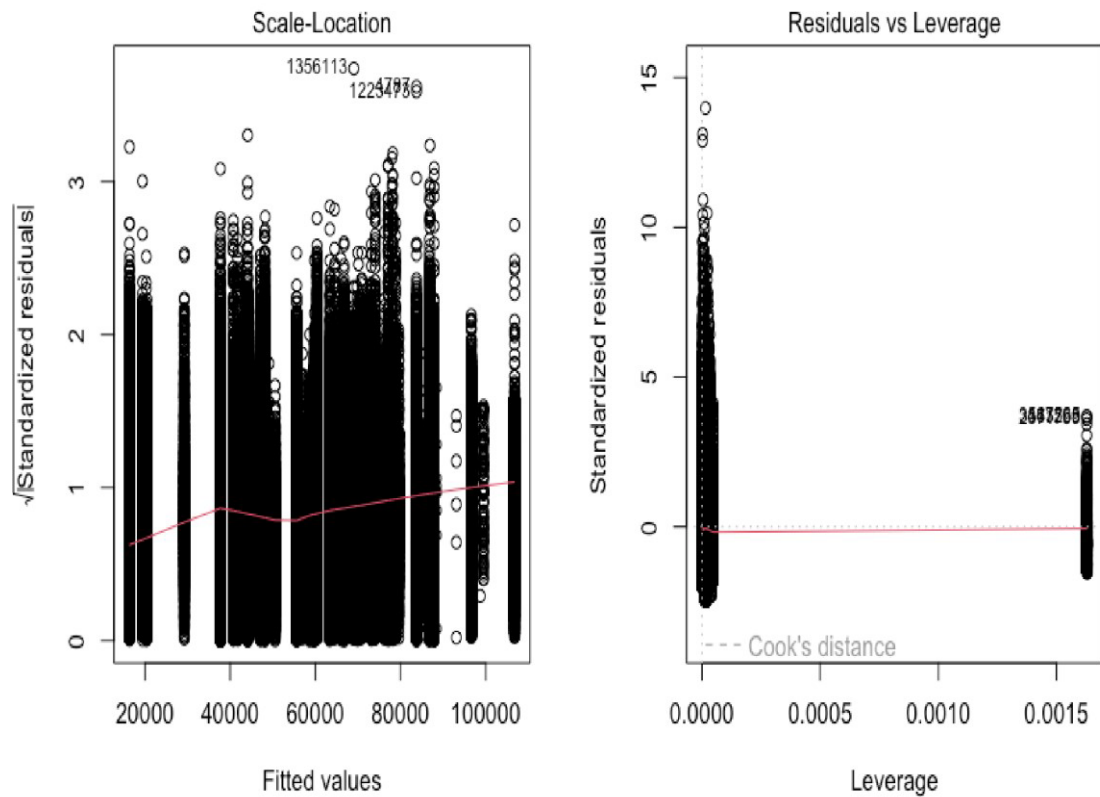 Scale-Location
1356113
√|Standardized residuals|
3
2
1
0
20000 40000 60000 80000 100000
Fitted values
Residuals vs Leverage
Standardized residuals
15
10
5
0
Cook's distance
0.0000 0.0005 0.0010 0.0015
Leverage